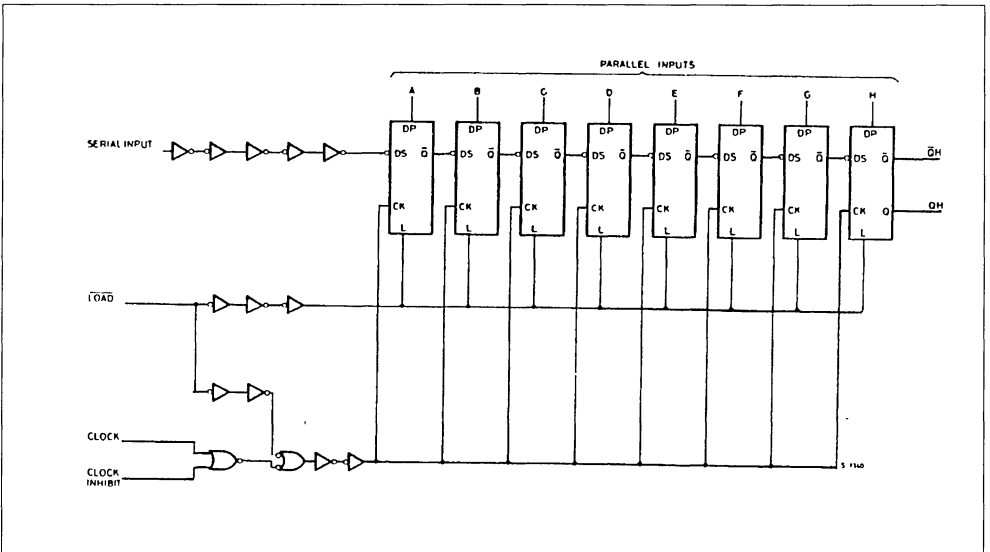 PARALLEL INPUTS
A B C D E F G H
SERIAL INPUT
DP DP DP DP DP DP DP DP
DS Q̅ DS Q̅ DS Q̅ DS Q̅ DS Q̅ DS Q̅ DS Q̅ DS Q̅ Q̅H
CK CK CK CK CK CK CK CK Q QH
L L L L L L L L
L̅O̅A̅D̅
CLOCK
CLOCK
INHIBIT